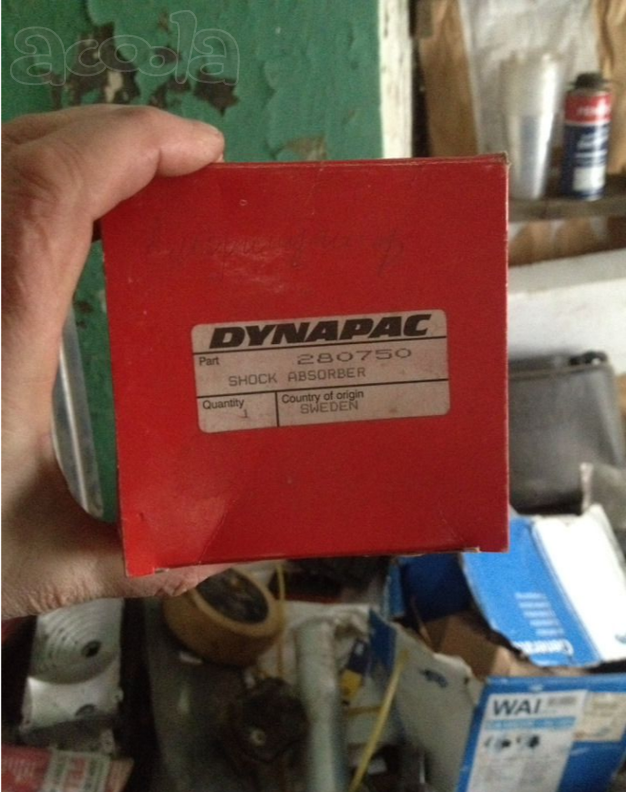 acoola
DYNAPAC
Part 280750
SHOCK ABSORBER
Quantity Country of origin
1 SWEDEN
WAI